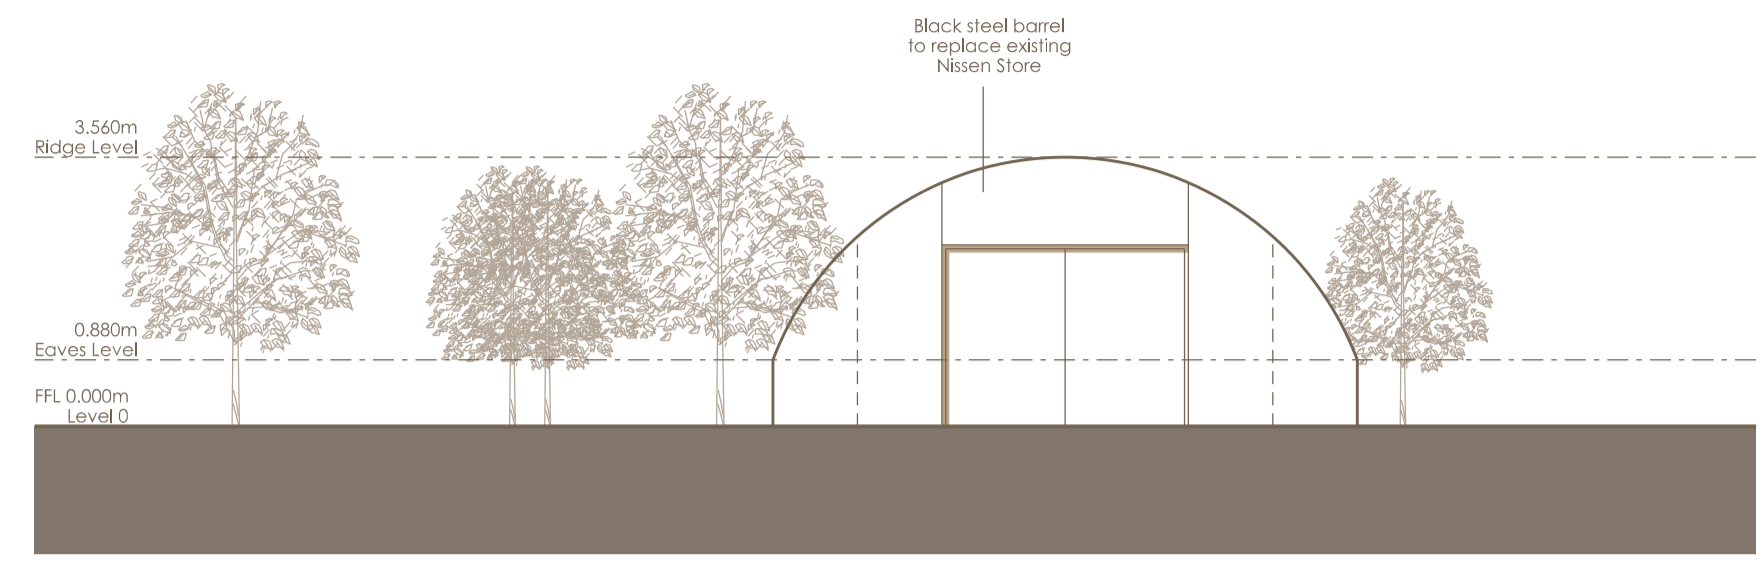 Black steel barrel
to replace existing
Nissen Store
3.560m
Ridge Level
0.880m
Eaves Level
FFL 0.000m
Level 0